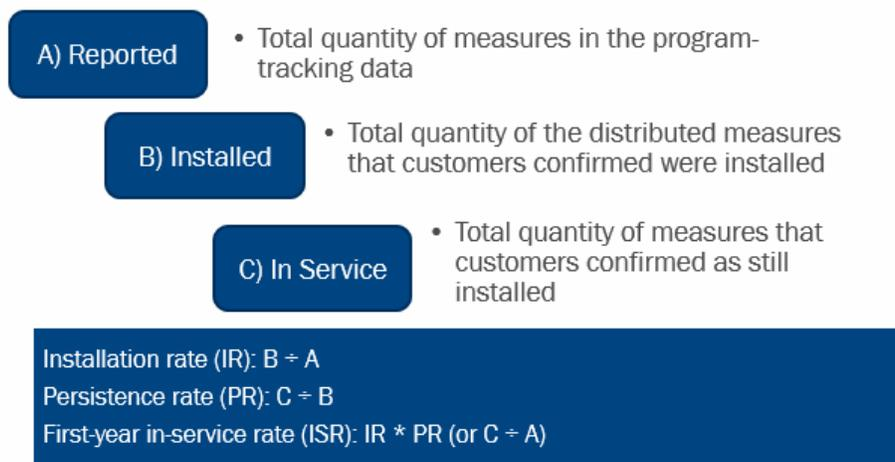 A) Reported
• Total quantity of measures in the program-
tracking data
B) Installed
• Total quantity of the distributed measures
that customers confirmed were installed
C) In Service
• Total quantity of measures that
customers confirmed as still
installed
Installation rate (IR): B ÷ A
Persistence rate (PR): C ÷ B
First-year in-service rate (ISR): IR * PR (or C ÷ A)